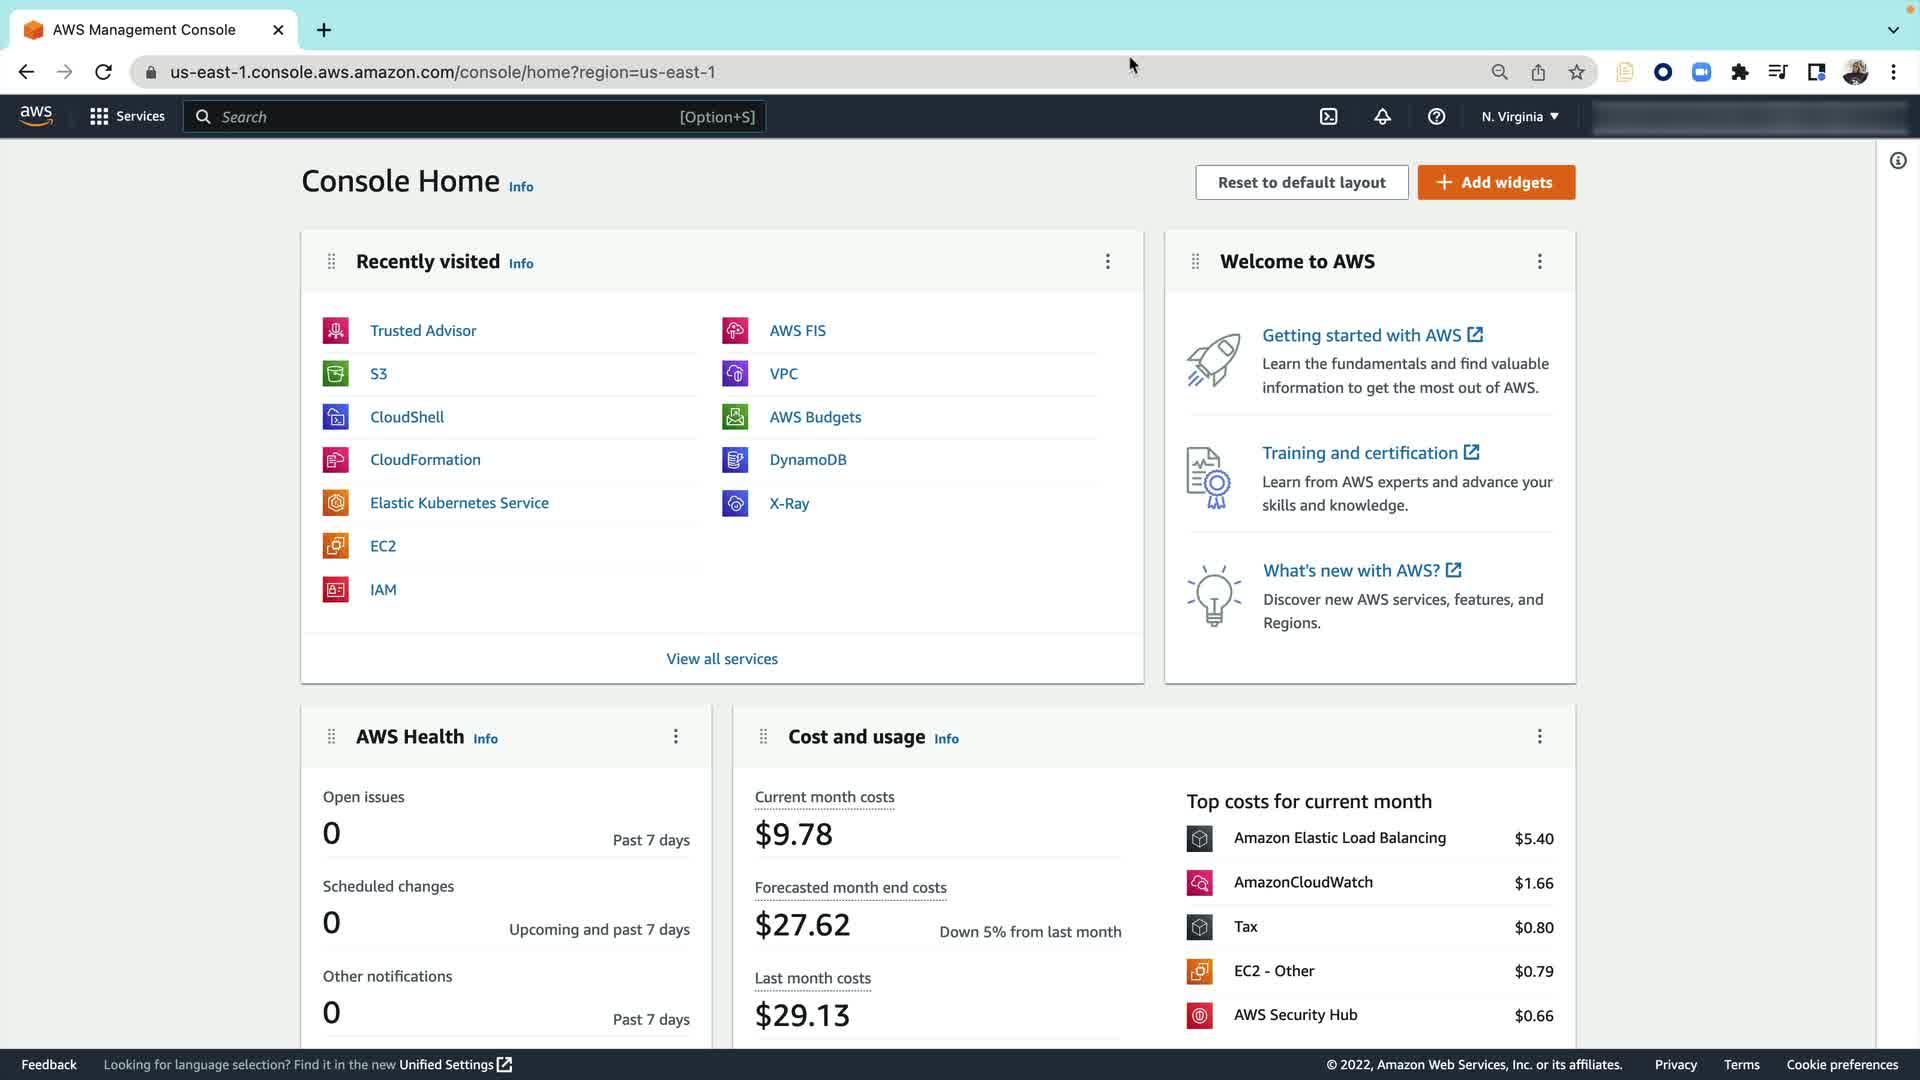 AWS Management Console
us-east-1.console.aws.amazon.com/console/home?region=us-east-1
aws
Services
Search
[Option+S]
N. Virginia
Console Home Info
Reset to default layout
Add widgets
Recently visited Info
Trusted Advisor
S3
CloudShell
CloudFormation
Elastic Kubernetes Service
EC2
IAM
AWS FIS
VPC
AWS Budgets
DynamoDB
X-Ray
View all services
Welcome to AWS
Getting started with AWS
Learn the fundamentals and find valuable
information to get the most out of AWS.
Training and certification
Learn from AWS experts and advance your
skills and knowledge.
What's new with AWS?
Discover new AWS services, features, and
Regions.
AWS Health Info
Open issues
0
Past 7 days
Scheduled changes
0
Upcoming and past 7 days
Other notifications
0
Past 7 days
Cost and usage Info
Current month costs
$9.78
Forecasted month end costs
$27.62
Down 5% from last month
Last month costs
$29.13
Top costs for current month
Amazon Elastic Load Balancing $5.40
AmazonCloudWatch $1.66
Tax $0.80
EC2 - Other $0.79
AWS Security Hub $0.66
Feedback
Looking for language selection? Find it in the new Unified Settings
© 2022, Amazon Web Services, Inc. or its affiliates.
Privacy
Terms
Cookie preferences